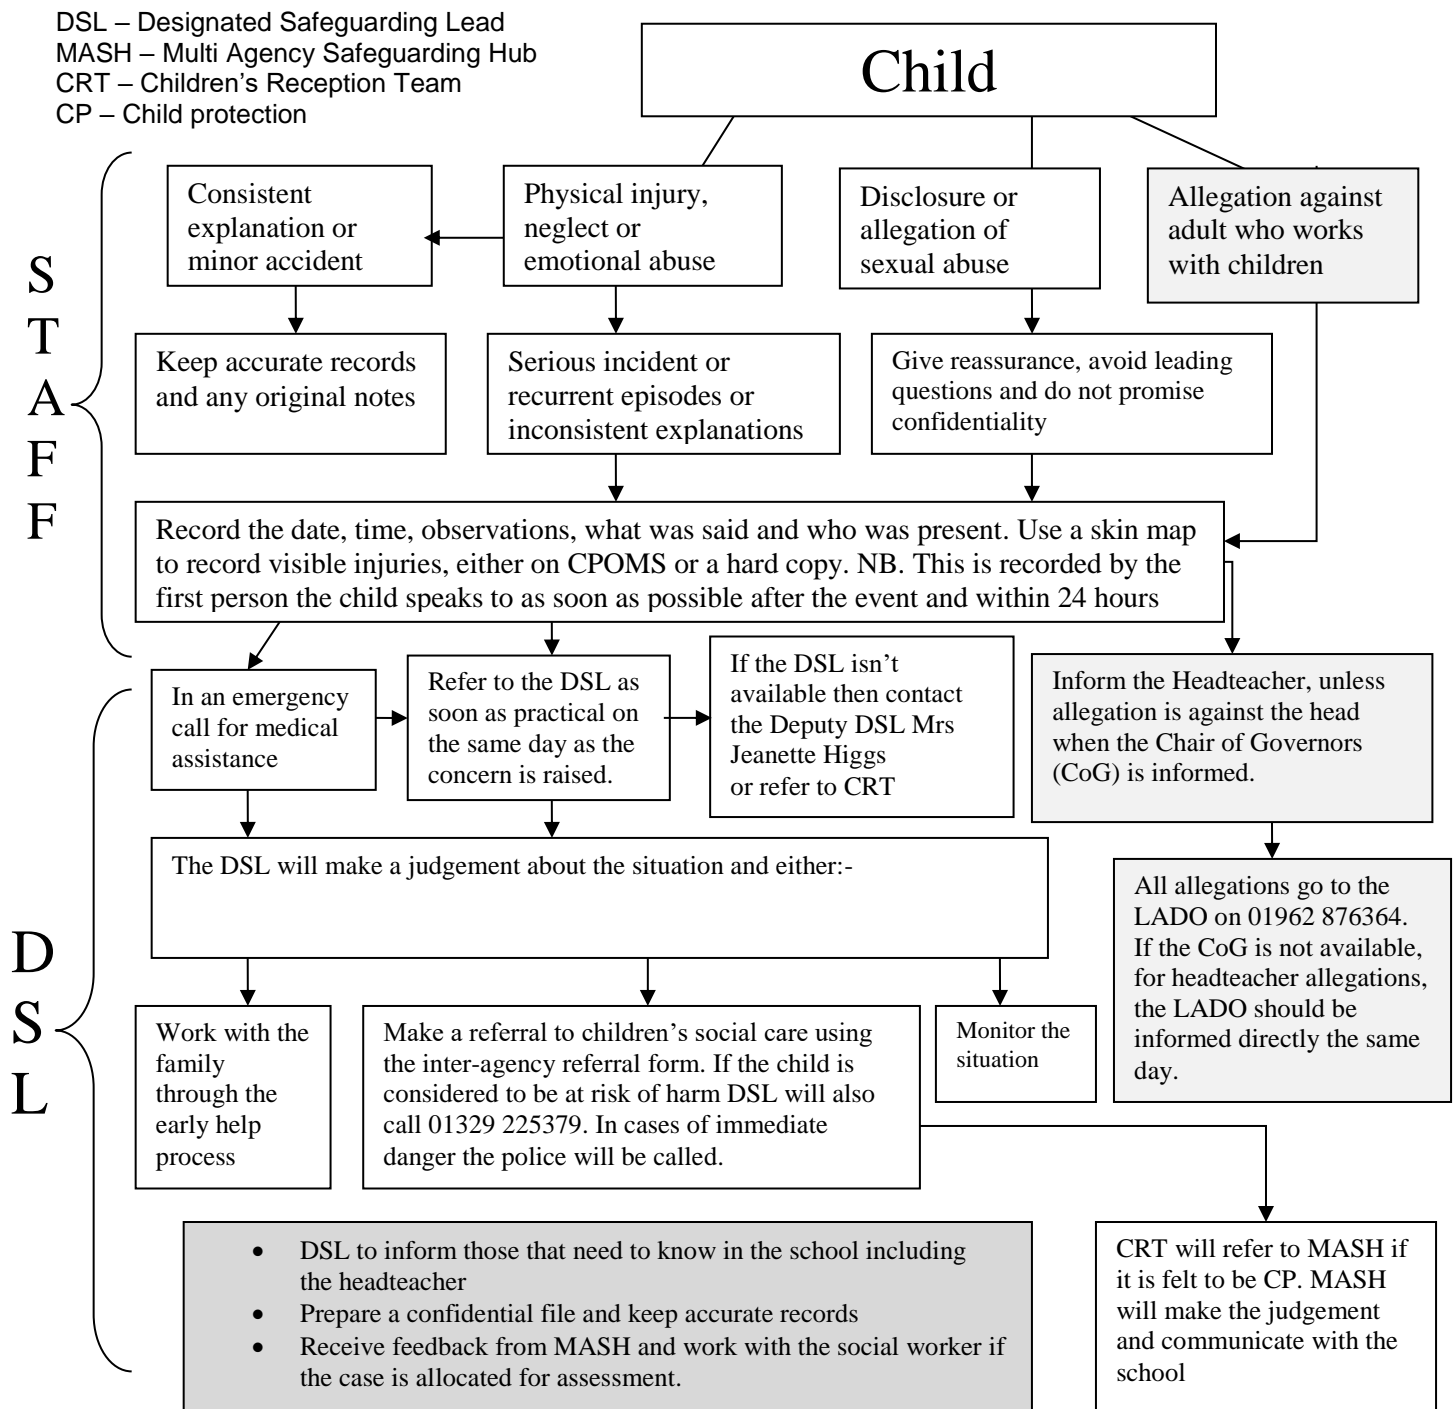 DSL – Designated Safeguarding Lead
MASH – Multi Agency Safeguarding Hub
CRT – Children's Reception Team
CP – Child protection
Child
Consistent
explanation or
minor accident
Physical injury,
neglect or
emotional abuse
Disclosure or
allegation of
sexual abuse
Allegation against
adult who works
with children
S
T
A
F
F
Keep accurate records
and any original notes
Serious incident or
recurrent episodes or
inconsistent explanations
Give reassurance, avoid leading
questions and do not promise
confidentiality
Record the date, time, observations, what was said and who was present. Use a skin map
to record visible injuries, either on CPOMS or a hard copy. NB. This is recorded by the
first person the child speaks to as soon as possible after the event and within 24 hours
In an emergency
call for medical
assistance
Refer to the DSL as
soon as practical on
the same day as the
concern is raised.
If the DSL isn't
available then contact
the Deputy DSL Mrs
Jeanette Higgs
or refer to CRT
Inform the Headteacher, unless
allegation is against the head
when the Chair of Governors
(CoG) is informed.
The DSL will make a judgement about the situation and either:-
All allegations go to the
LADO on 01962 876364.
If the CoG is not available,
for headteacher allegations,
the LADO should be
informed directly the same
day.
D
S
L
Work with the
family
through the
early help
process
Make a referral to children's social care using
the inter-agency referral form. If the child is
considered to be at risk of harm DSL will also
call 01329 225379. In cases of immediate
danger the police will be called.
Monitor the
situation
• DSL to inform those that need to know in the school including
the headteacher
• Prepare a confidential file and keep accurate records
• Receive feedback from MASH and work with the social worker if
the case is allocated for assessment.
CRT will refer to MASH if
it is felt to be CP. MASH
will make the judgement
and communicate with the
school